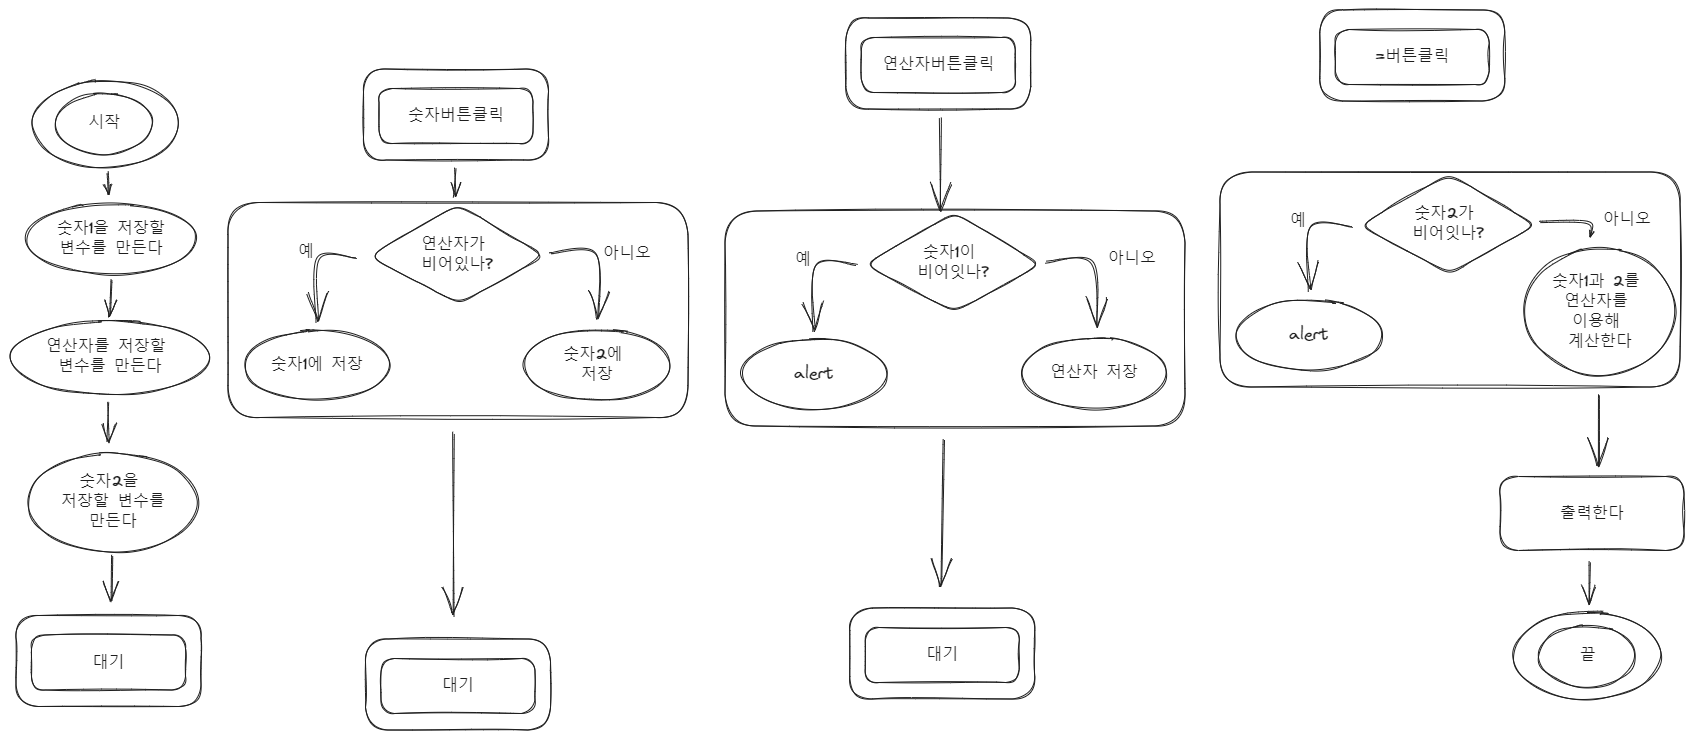 시작
숫자1을 저장할
변수를 만든다
연산자를 저장할
변수를 만든다
숫자2을
저장할 변수를
만든다
대기
숫자버튼클릭
연산자가
비어있나?
예
아니오
숫자1에 저장
숫자2에
저장
대기
연산자버튼클릭
숫자1이
비어잇나?
예
아니오
alert
연산자 저장
대기
=버튼클릭
숫자2가
비어잇나?
예
아니오
alert
숫자1과 2를
연산자를
이용해
계산한다
출력한다
끝